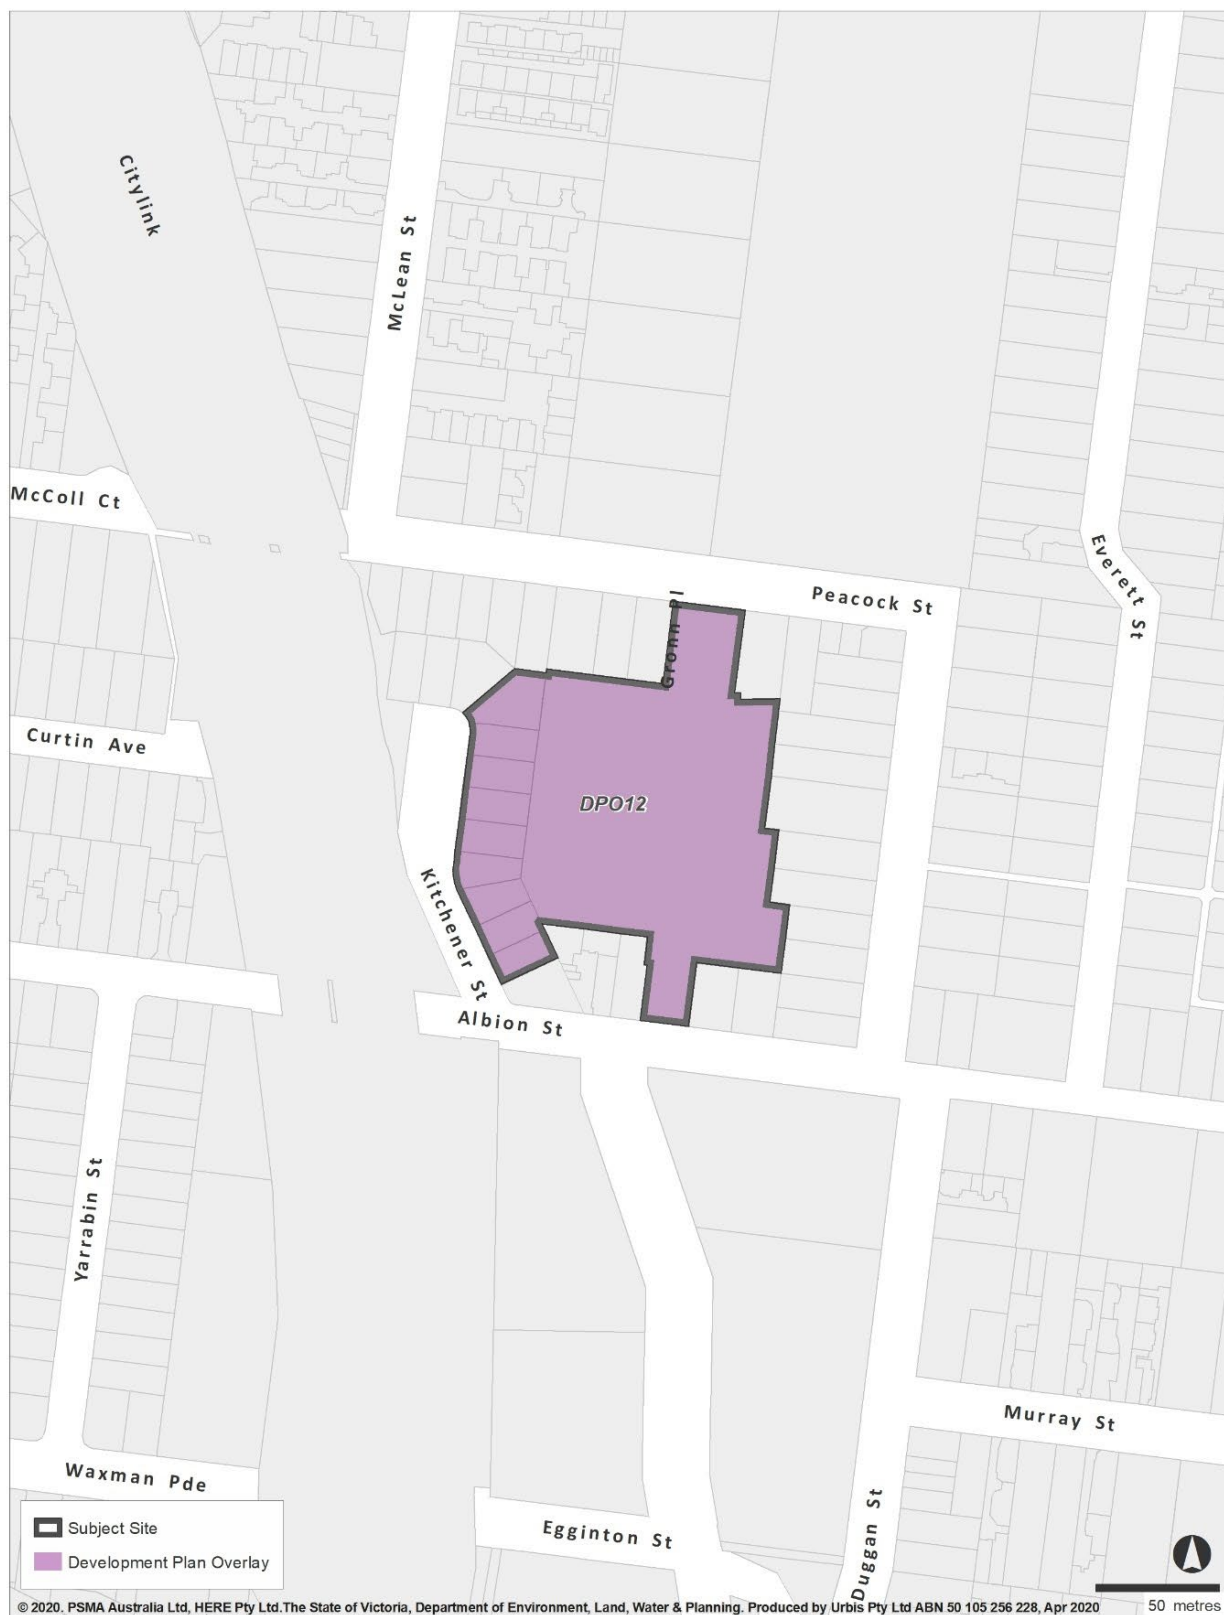 Citylink
McLean St
McColl Ct
Everett St
Peacock St
Gronn Pl
Curtin Ave
DPO12
Kitchener St
Albion St
Yarrabin St
Murray St
Waxman Pde
Duggan St
Egginton St
Subject Site
Development Plan Overlay
50 metres
© 2020. PSMA Australia Ltd, HERE Pty Ltd.The State of Victoria, Department of Environment, Land, Water & Planning. Produced by Urbis Pty Ltd ABN 50 105 256 228, Apr 2020